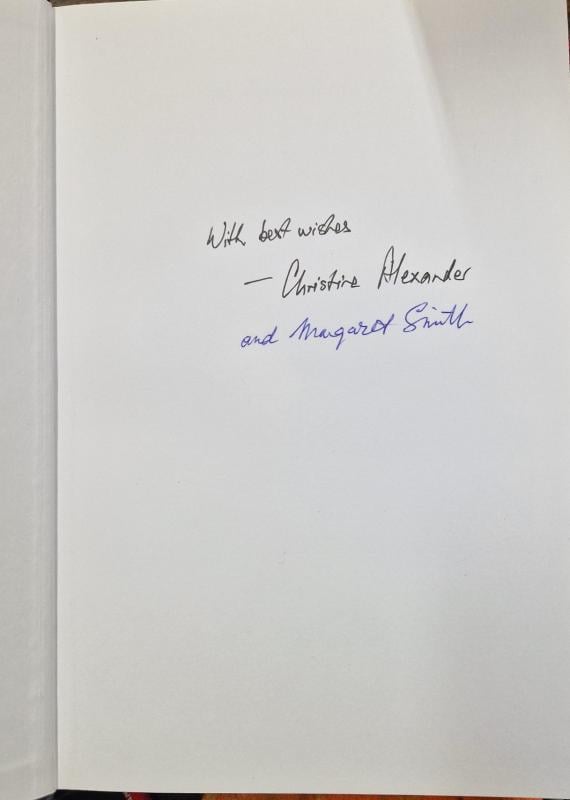 With best wishes
— Christine Alexander
and Margaret Smith